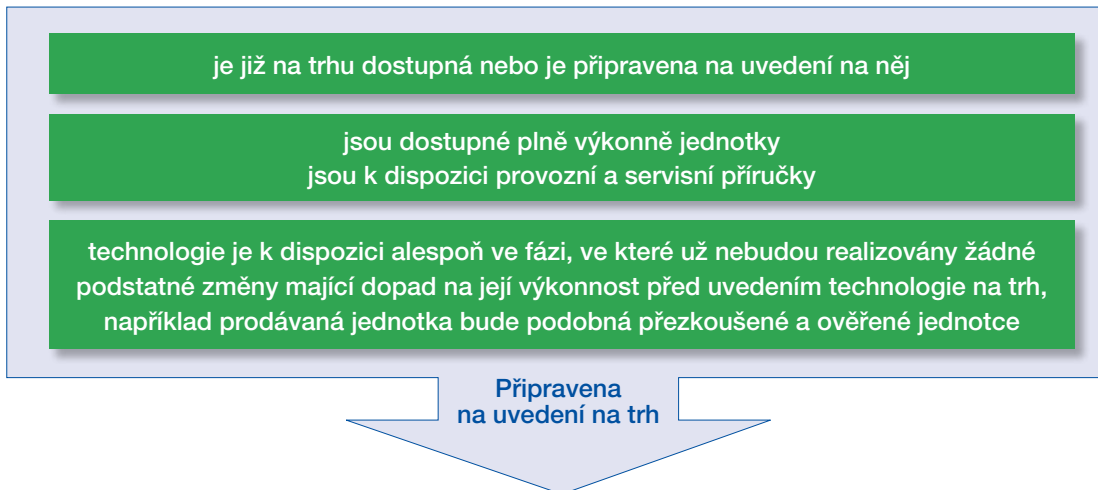 je již na trhu dostupná nebo je připravena na uvedení na něj
jsou dostupné plně výkonně jednotky
jsou k dispozici provozní a servisní příručky
technologie je k dispozici alespoň ve fázi, ve které už nebudou realizovány žádné
podstatné změny mající dopad na její výkonnost před uvedením technologie na trh,
například prodávaná jednotka bude podobná přezkoušené a ověřené jednotce
Připravena
na uvedení na trh